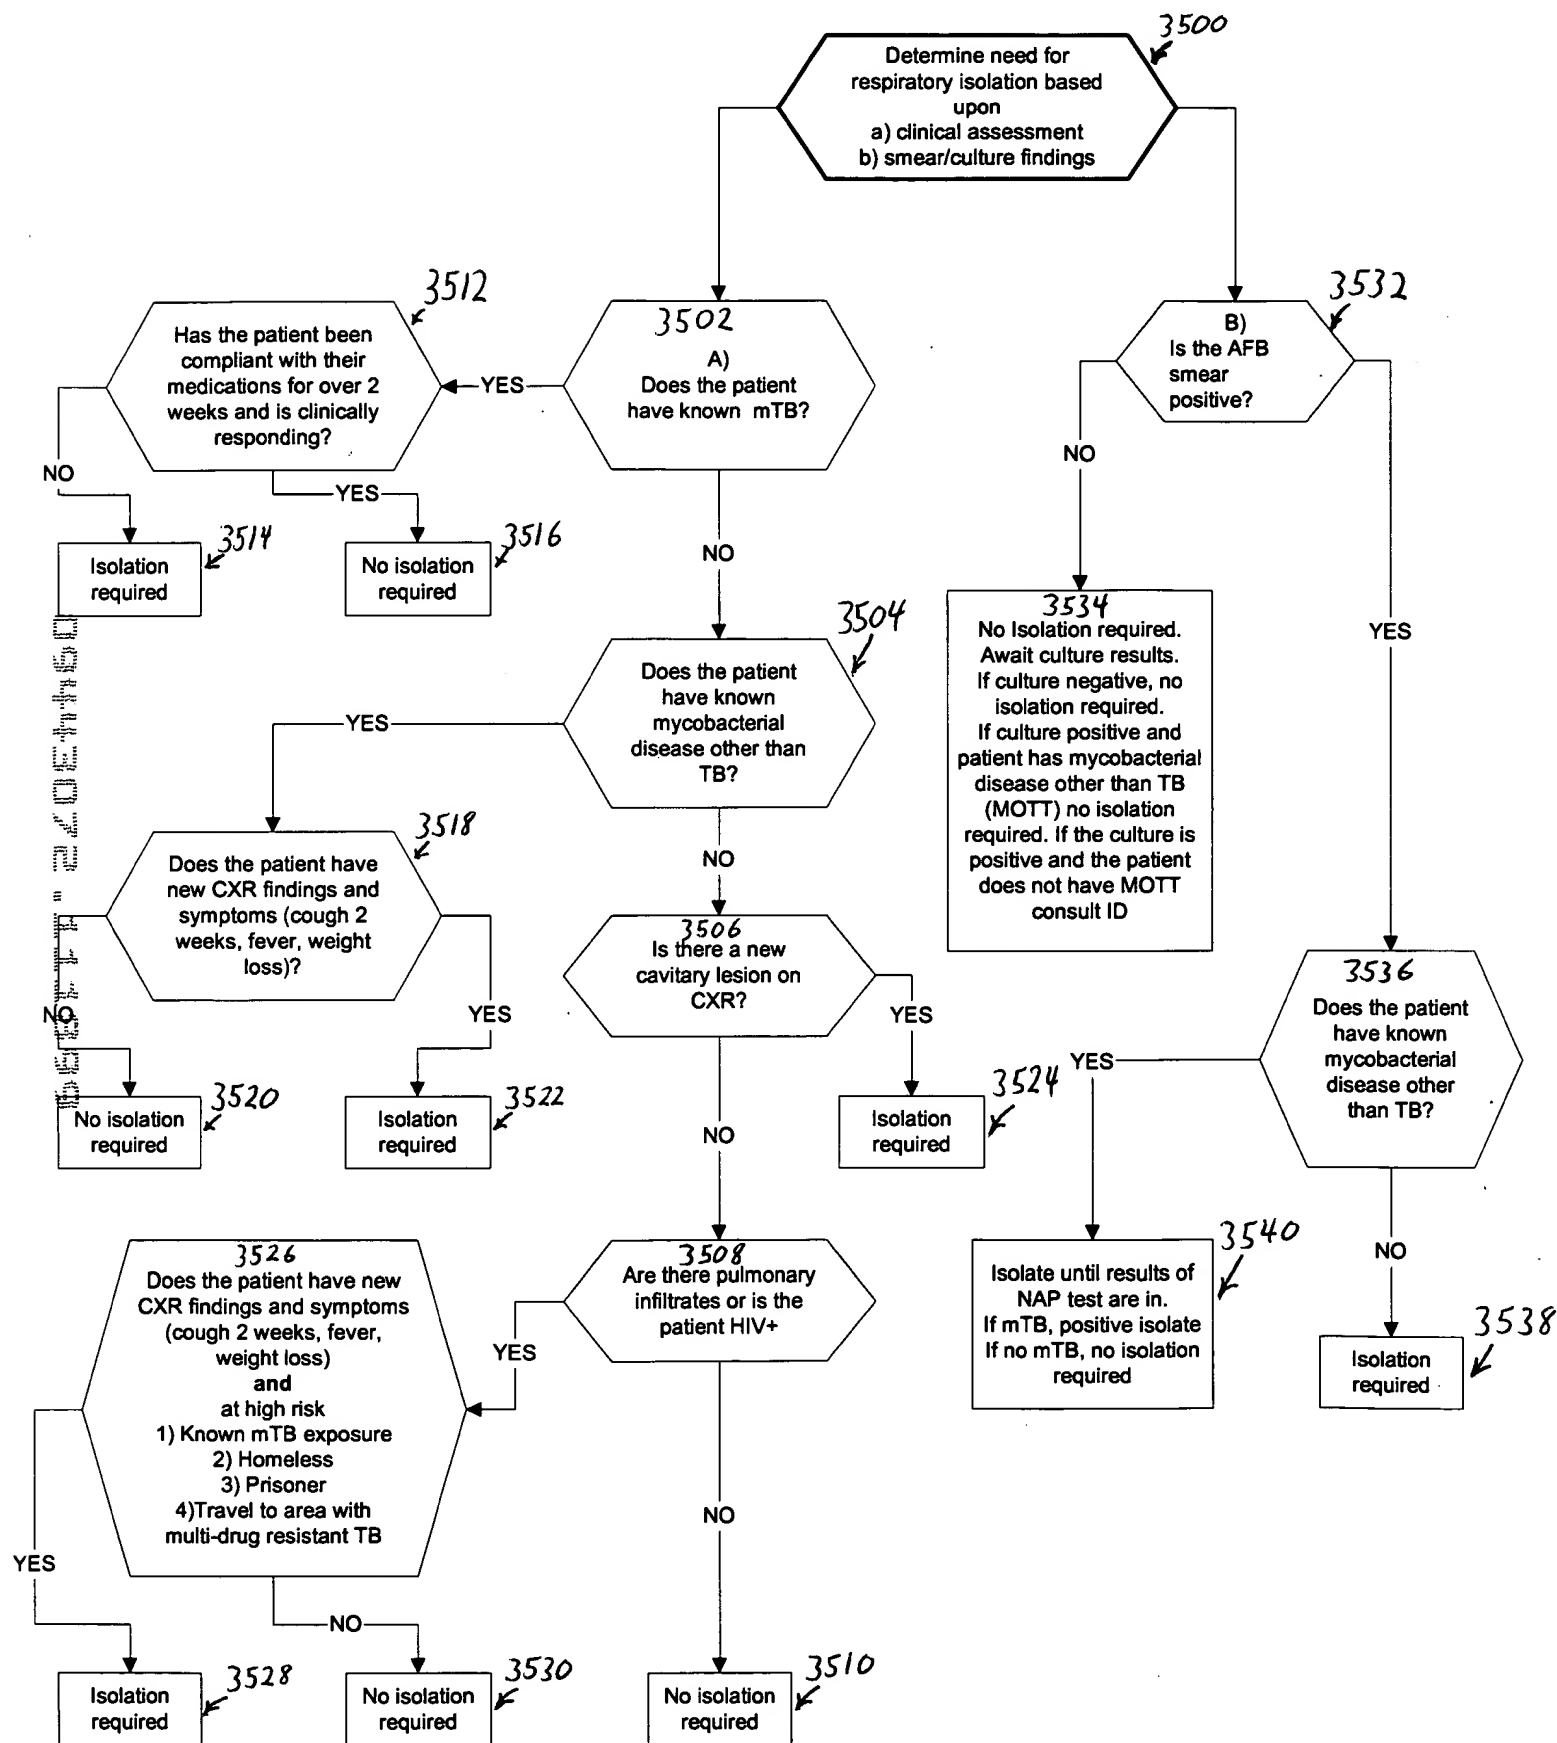 3500
Determine need for
respiratory isolation based
upon
a) clinical assessment
b) smear/culture findings
3512
Has the patient been
compliant with their
medications for over 2
weeks and is clinically
responding?
YES
3502
A)
Does the patient
have known mTB?
3532
B)
Is the AFB
smear
positive?
NO
YES
NO
3514
Isolation
required
3516
No isolation
required
NO
YES
3534
No Isolation required.
Await culture results.
If culture negative, no
isolation required.
If culture positive and
patient has mycobacterial
disease other than TB
(MOTT) no isolation
required. If the culture is
positive and the patient
does not have MOTT
consult ID
3504
Does the patient
have known
mycobacterial
disease other than
TB?
YES
NO
3518
Does the patient have
new CXR findings and
symptoms (cough 2
weeks, fever, weight
loss)?
NO
YES
3520
No isolation
required
3522
Isolation
required
3506
Is there a new
cavitary lesion on
CXR?
YES
3524
Isolation
required
NO
3536
Does the patient
have known
mycobacterial
disease other
than TB?
YES
NO
3540
Isolate until results of
NAP test are in.
If mTB, positive isolate
If no mTB, no isolation
required
3538
Isolation
required
3508
Are there pulmonary
infiltrates or is the
patient HIV+
YES
NO
3526
Does the patient have new
CXR findings and symptoms
(cough 2 weeks, fever,
weight loss)
and
at high risk
1) Known mTB exposure
2) Homeless
3) Prisoner
4)Travel to area with
multi-drug resistant TB
YES
NO
3528
Isolation
required
3530
No isolation
required
3510
No isolation
required
09443072.111999